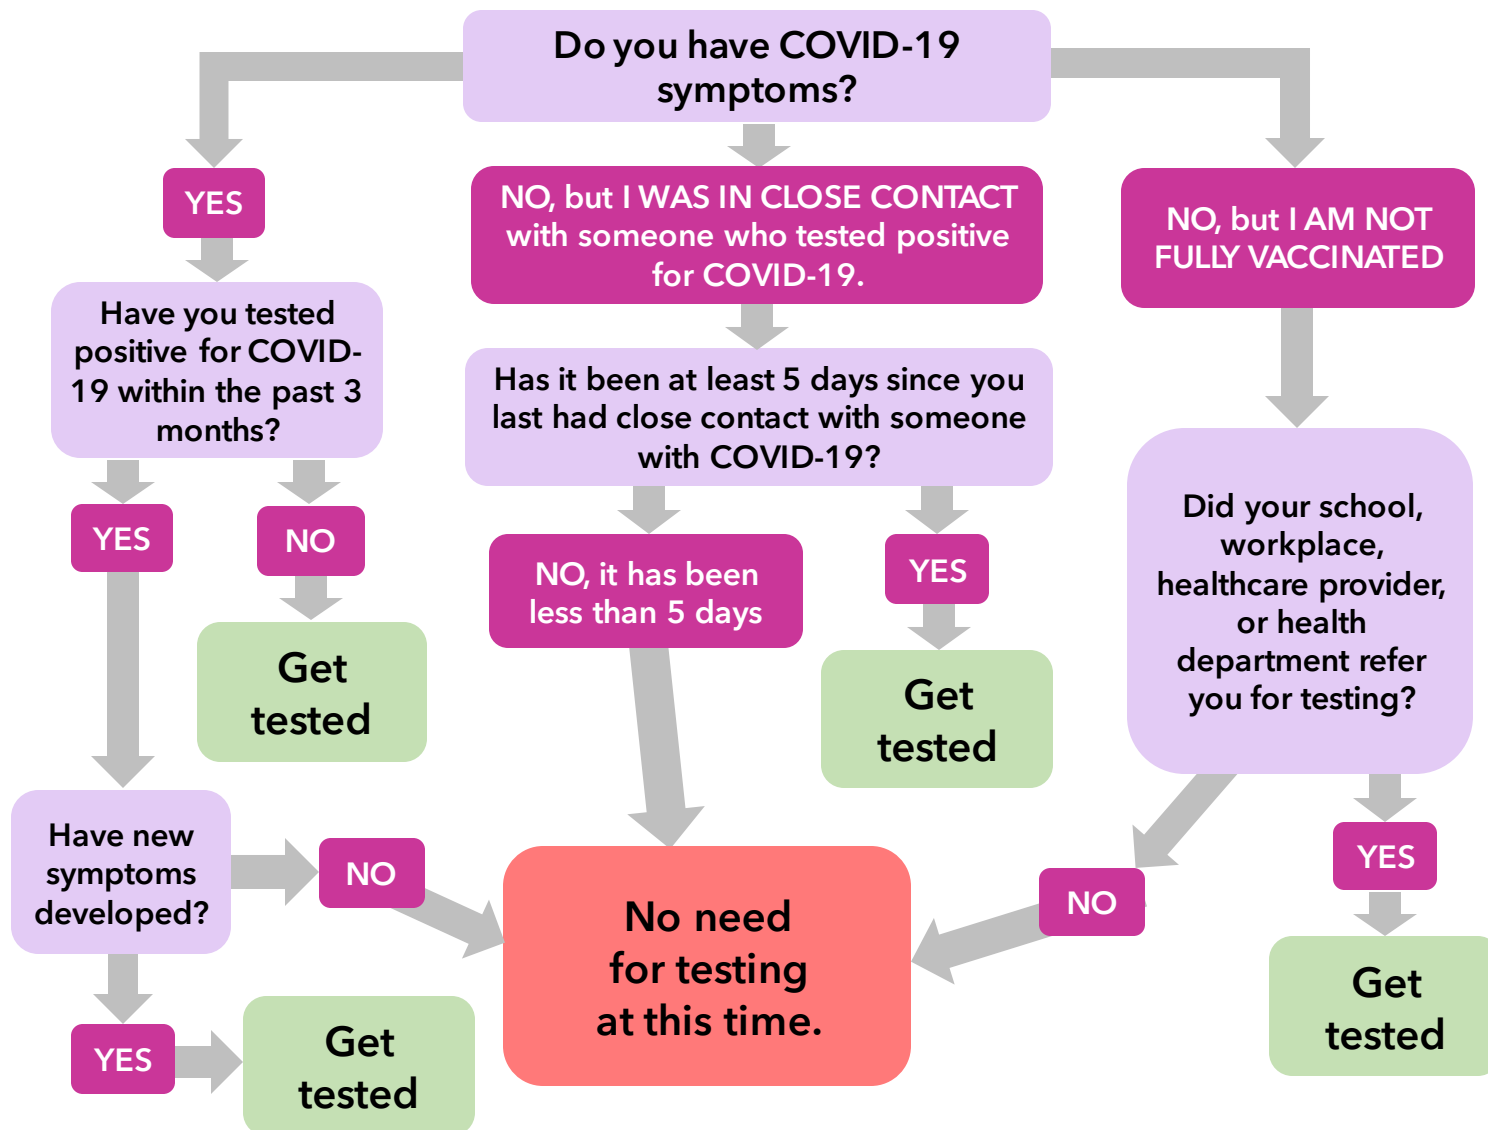 Do you have COVID-19
symptoms?
YES
NO, but I WAS IN CLOSE CONTACT
with someone who tested positive
for COVID-19.
NO, but I AM NOT
FULLY VACCINATED
Have you tested
positive for COVID-
19 within the past 3
months?
Has it been at least 5 days since you
last had close contact with someone
with COVID-19?
Did your school,
workplace,
healthcare provider,
or health
department refer
you for testing?
YES
NO
NO, it has been
less than 5 days
YES
Get
tested
Get
tested
Have new
symptoms
developed?
NO
No need
for testing
at this time.
NO
YES
Get
tested
YES
Get
tested